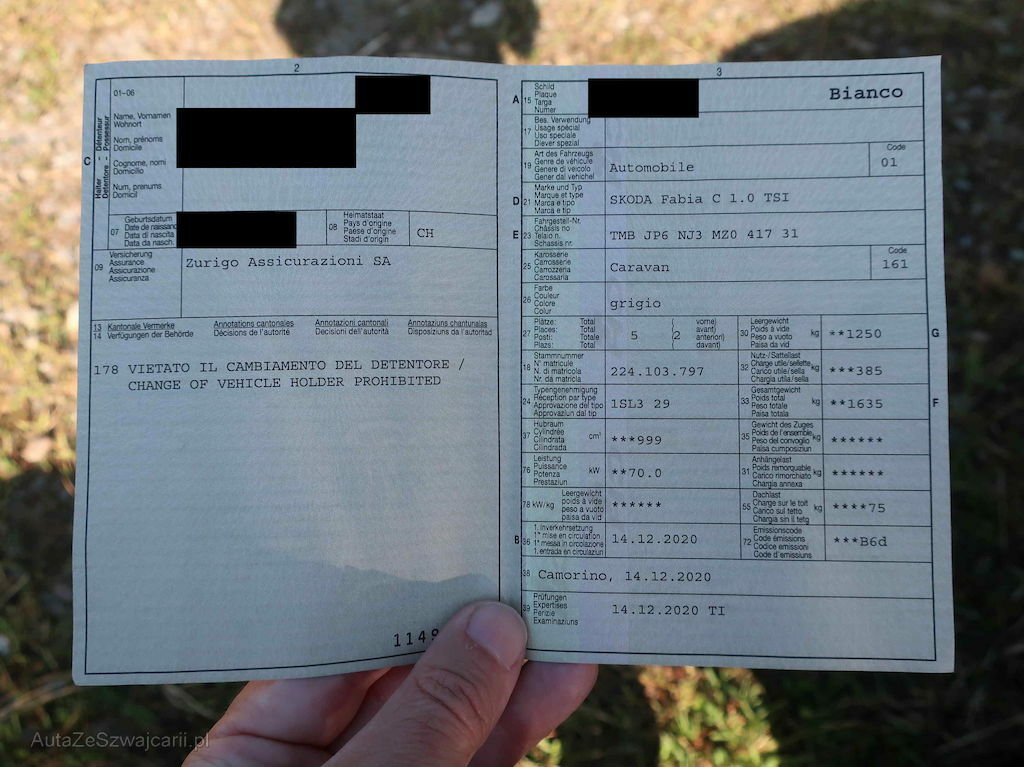 2
01-06
Name, Vornamen
Wohnort
Nom, prénoms
Domicile
Cognome, nomi
Domicilio
Num, prenums
Domicil
C
Halter - Détenteur
Detentore - Possessur
07
Geburtsdatum
Date de naissance
Data di nascita
Data da nasch.
08
Heimatstaat
Pays d'origine
Paese d'origine
Stadi d'origin
CH
09
Versicherung
Assurance
Assicurazione
Assicuranza
Zurigo Assicurazioni SA
13 Kantonale Vermerke Annotations cantonales Annotazioni cantonali Annotaziuns chantunalas
14 Verfügungen der Behörde Décisions de l'autorité Decisioni dell'autorità Disposiziuns da l'autoritad
178 VIETATO IL CAMBIAMENTO DEL DETENTORE /
CHANGE OF VEHICLE HOLDER PROHIBITED
1149
3
A 15
Schild
Plaque
Targa
Numer
Bianco
17
Bes. Verwendung
Usage spécial
Uso speciale
Diever spezial
19
Art des Fahrzeugs
Genre de véhicule
Genere di veicolo
Gener dal vehichel
Automobile
Code
01
D 21
Marke und Typ
Marque et type
Marca e tipo
Marca e tip
SKODA Fabia C 1.0 TSI
E 23
Fahrgestell-Nr.
Châssis no
Telaio n.
Schassis nr.
TMB JP6 NJ3 MZ0 417 31
25
Karosserie
Carrosserie
Carrozzeria
Carossaria
Caravan
Code
161
26
Farbe
Couleur
Colore
Colur
grigio
27
Plätze: Total ( vorne)
Places: Total ( avant)
Posti: Totale ( anteriori)
Plazs: Total ( davant)
5 2
30
Leergewicht
Poids à vide
Peso a vuoto
Paisa da vid
kg
**1250
G
18
Stammnummer
N° matricule
N. di matricola
Nr. da matricla
224.103.797
32
Nutz-/Sattellast
Charge utile/sellette
Carico utile/sella
Chargia utila/sella
kg
***385
24
Typengenehmigung
Réception par type
Approvazione del tipo
Approvaziun dal tip
1SL3 29
33
Gesamtgewicht
Poids total
Peso totale
Paisa totala
kg
**1635
F
37
Hubraum
Cylindrée
Cilindrata
Cilindrada
cm³
***999
35
Gewicht des Zuges
Poids de l'ensemble
Peso del convoglio
Paisa cumposiziun
kg
******
76
Leistung
Puissance
Potenza
Prestaziun
kW
**70.0
31
Anhängelast
Poids remorquable
Carico rimorchiato
Chargia annexa
kg
******
78 kW/kg
Leergewicht
poids à vide
peso a vuoto
paisa da vid
******
55
Dachlast
Charge sur le toit
Carico sul tetto
Chargia sin il tetg
kg
****75
B 36
1. Inverkehrsetzung
1re mise en circulation
1a messa in circolazione
1. entrada en circulaziun
14.12.2020
72
Emissionscode
Code émissions
Codice emissioni
Code d'emissiuns
***B6d
38
Camorino, 14.12.2020
39
Prüfungen
Expertises
Perizie
Examinaziuns
14.12.2020 TI
AutaZeSzwajcarii.pl